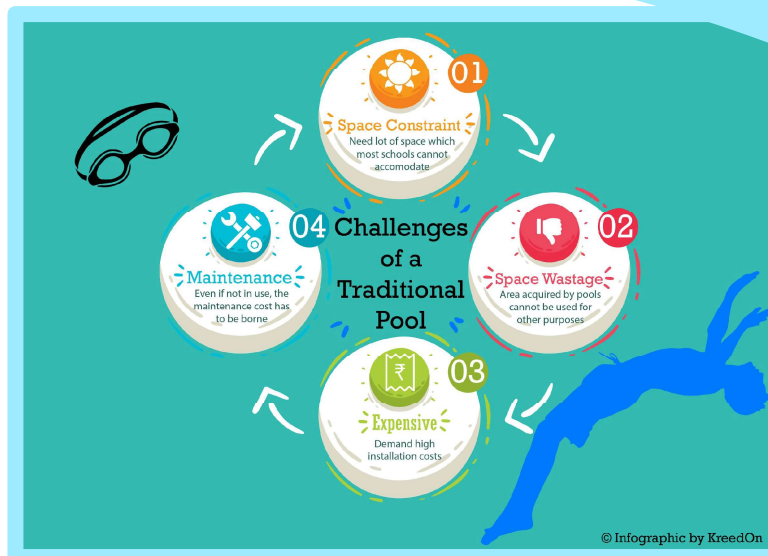 01
Space Constraint
Need lot of space which
most schools cannot
accomodate
02
Space Wastage
Area acquired by pools
cannot be used for
other purposes
03
₹
Expensive
Demand high
installation costs
04
Maintenance
Even if not in use, the
maintenance cost has
to be borne
Challenges
of a
Traditional
Pool
© Infographic by KreedOn